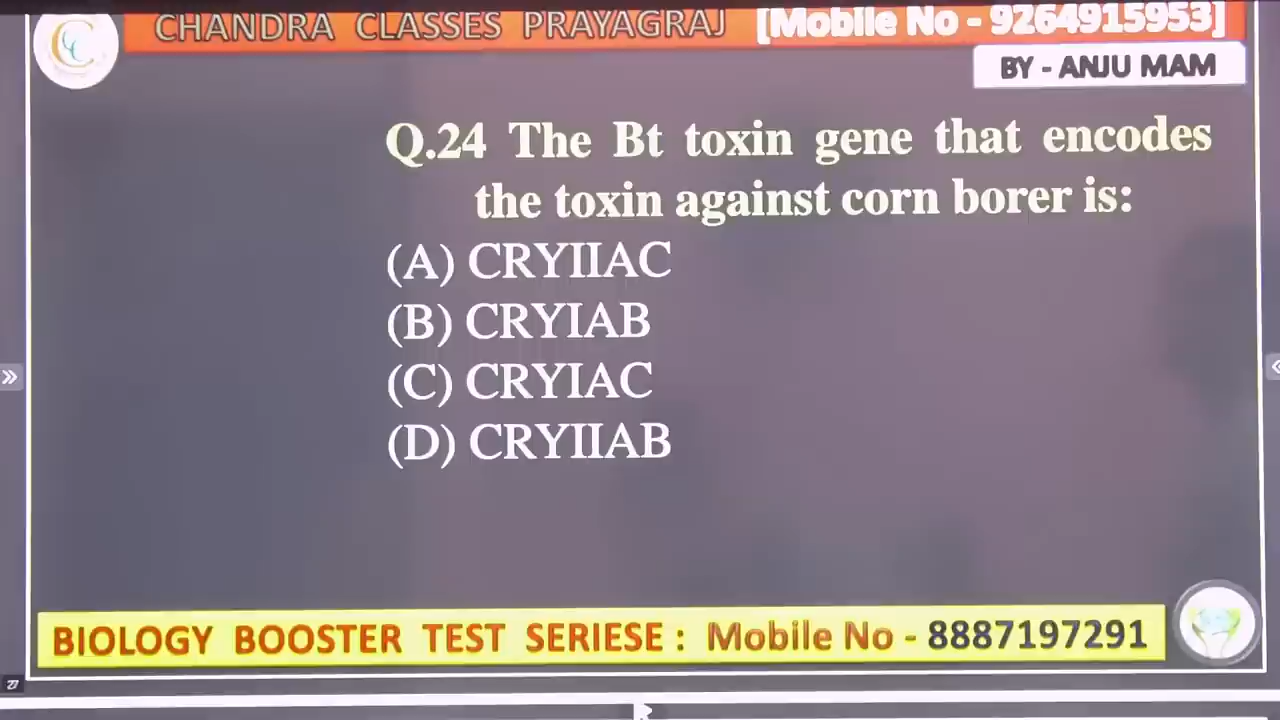 CHANDRA CLASSES PRAYAGRAJ [Mobile No - 9264915953]
BY - ANJU MAM
Q.24 The Bt toxin gene that encodes
the toxin against corn borer is:
(A) CRYIIAC
(B) CRYIAB
(C) CRYIAC
(D) CRYIIAB
BIOLOGY BOOSTER TEST SERIESE : Mobile No - 8887197291
27